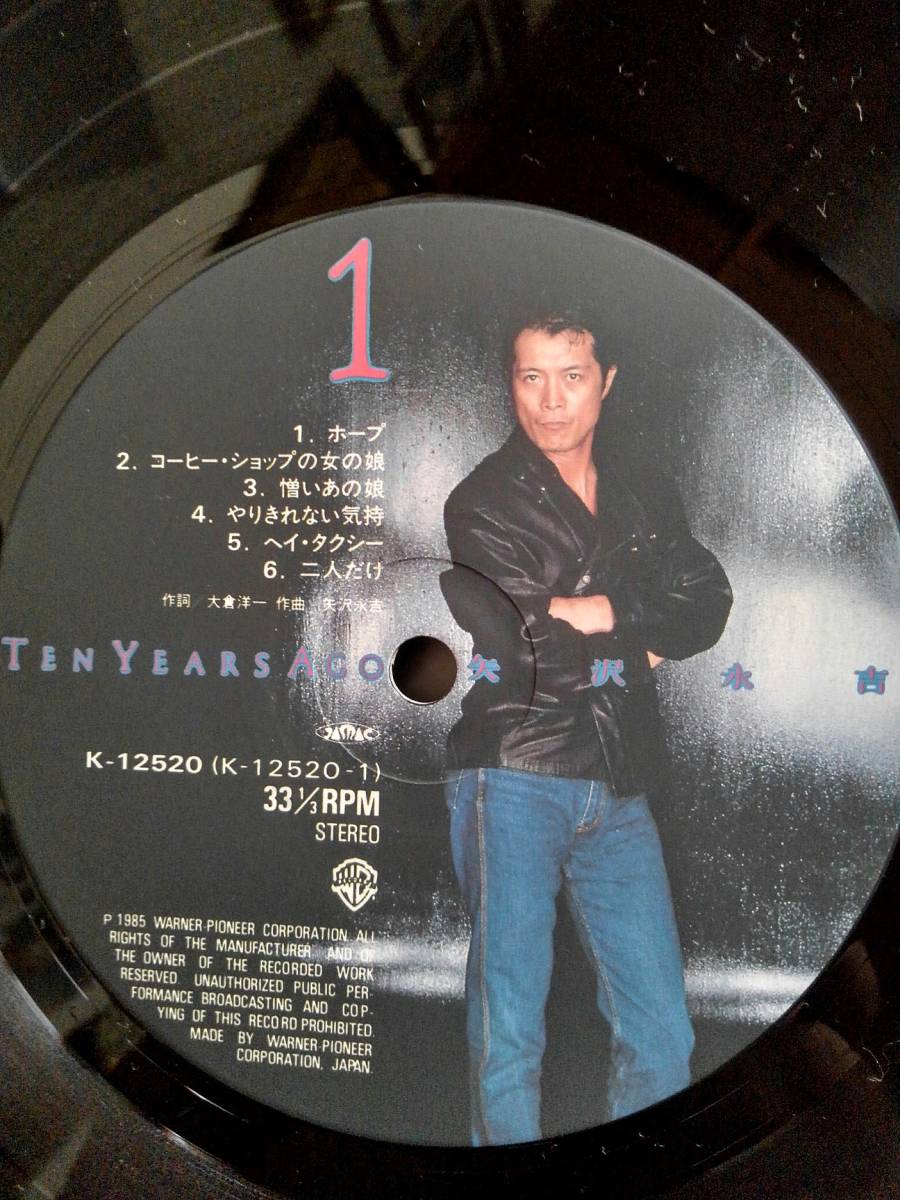 1
1. ホープ
2. コーヒー・ショップの女の娘
3. 憎いあの娘
4. やりきれない気持
5. ヘイ・タクシー
6. 二人だけ
作詞／大倉洋一 作曲／矢沢永吉
TEN YEARS AGO 矢沢永吉
JASRAC
K-12520 (K-12520-1)
33⅓ RPM
STEREO
P 1985 WARNER-PIONEER CORPORATION. ALL
RIGHTS OF THE MANUFACTURER AND OF
THE OWNER OF THE RECORDED WORK
RESERVED. UNAUTHORIZED PUBLIC PER-
FORMANCE BROADCASTING AND COP-
YING OF THIS RECORD PROHIBITED.
MADE BY WARNER-PIONEER
CORPORATION, JAPAN.